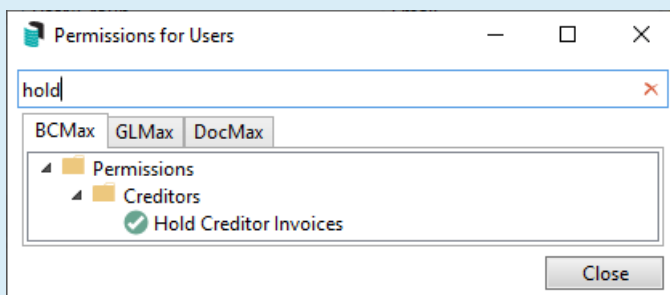 Permissions for Users
hold
BCMax GLMax DocMax
Permissions
Creditors
Hold Creditor Invoices
Close